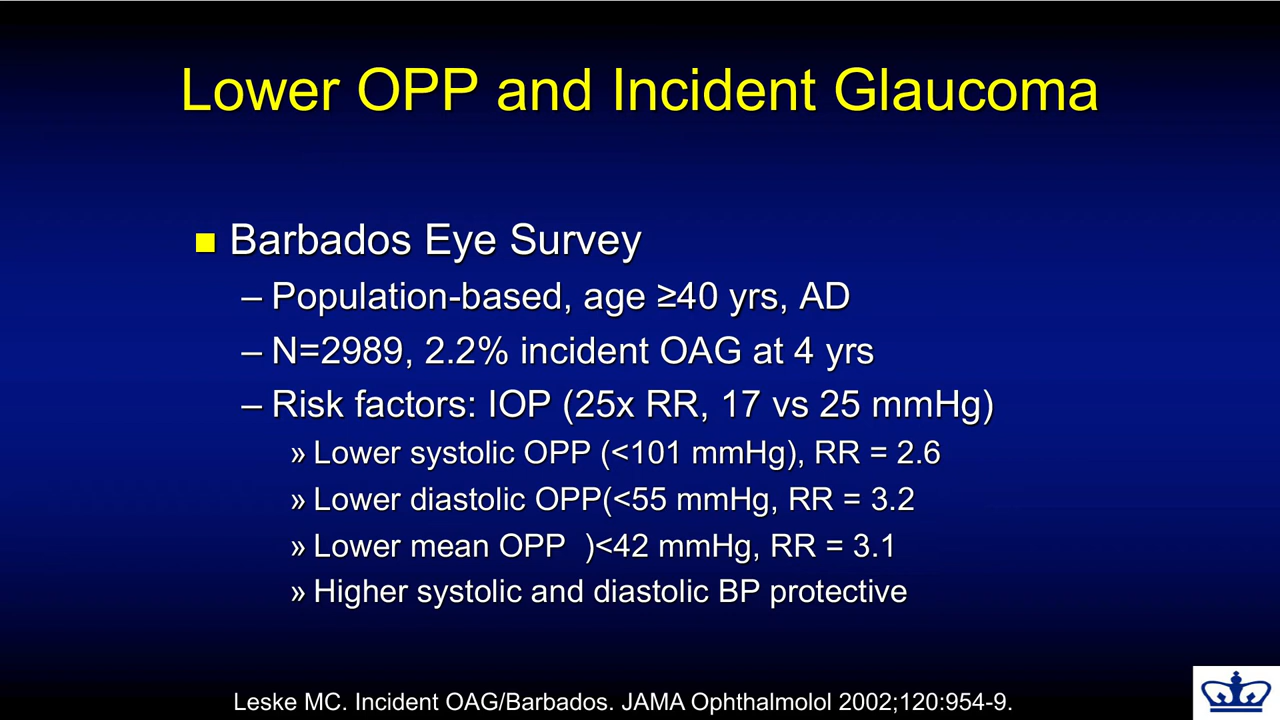 Lower OPP and Incident Glaucoma
■ Barbados Eye Survey
– Population-based, age ≥40 yrs, AD
– N=2989, 2.2% incident OAG at 4 yrs
– Risk factors: IOP (25x RR, 17 vs 25 mmHg)
» Lower systolic OPP (<101 mmHg), RR = 2.6
» Lower diastolic OPP(<55 mmHg, RR = 3.2
» Lower mean OPP  )<42 mmHg, RR = 3.1
» Higher systolic and diastolic BP protective
Leske MC. Incident OAG/Barbados. JAMA Ophthalmolol 2002;120:954-9.